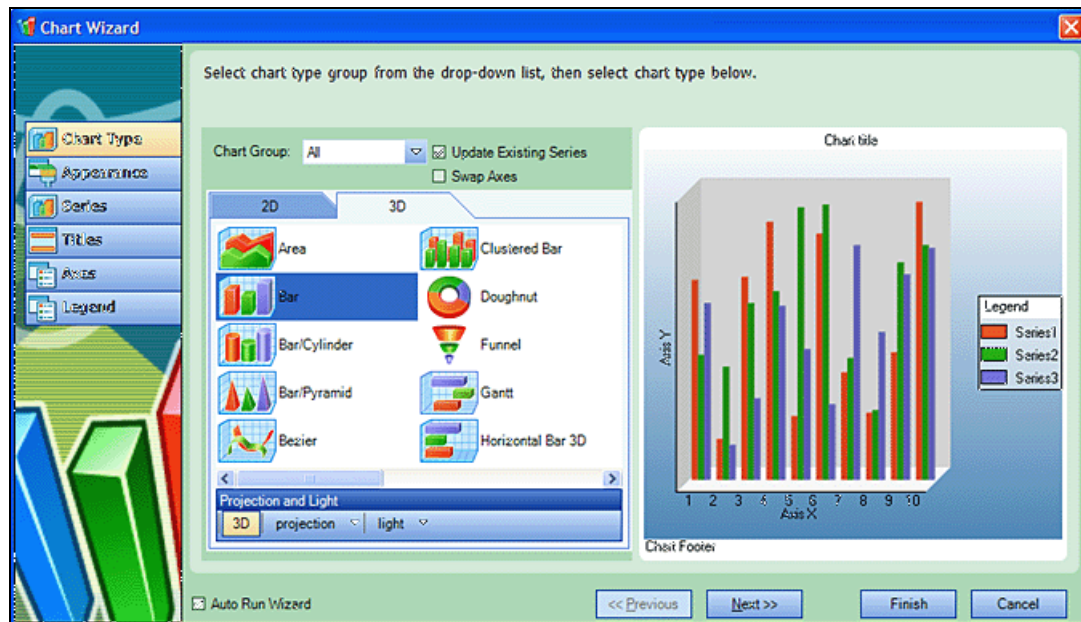 Chart Wizard
Select chart type group from the drop-down list, then select chart type below.
Chart Type
Appearance
Series
Titles
Axes
Legend
Chart Group: All
Update Existing Series
Swap Axes
2D 3D
Area Clustered Bar
Bar Doughnut
Bar/Cylinder Funnel
Bar/Pyramid Gantt
Bezier Horizontal Bar 3D
Projection and Light
3D projection light
Chart title
Axis Y
1 2 3 4 5 6 7 8 9 10
Axis X
Legend
Series1
Series2
Series3
Chart Footer
Auto Run Wizard
<< Previous Next >> Finish Cancel